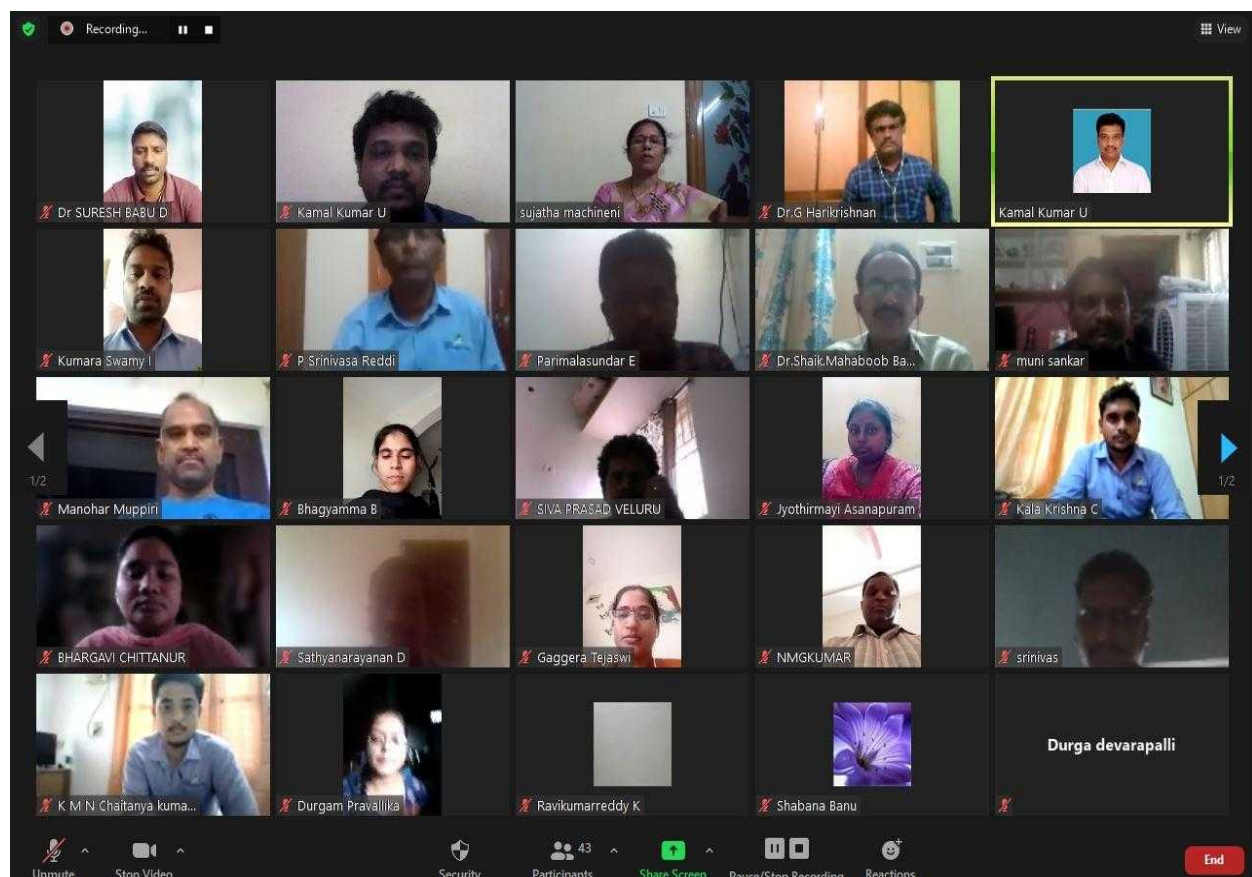 Recording...
View
Dr SURESH BABU D
Kamal Kumar U
sujatha machineni
Dr.G Harikrishnan
Kamal Kumar U
Kumara Swamy I
P Srinivasa Reddi
Parimalasundar E
Dr.Shaik.Mahaboob Ba...
muni sankar
1/2
1/2
Manohar Muppiri
Bhagyamma B
SIVA PRASAD VELURU
Jyothirmayi Asanapuram
Kala Krishna C
BHARGAVI CHITTANUR
Sathyanarayanan D
Gaggera Tejaswi
NMGKUMAR
srinivas
K M N Chaitanya kuma...
Durgam Pravallika
Ravikumarreddy K
Shabana Banu
Durga devarapalli
43
Unmute
Stop Video
Security
Participants
Share Screen
Pause/Stop Recording
Reactions
End